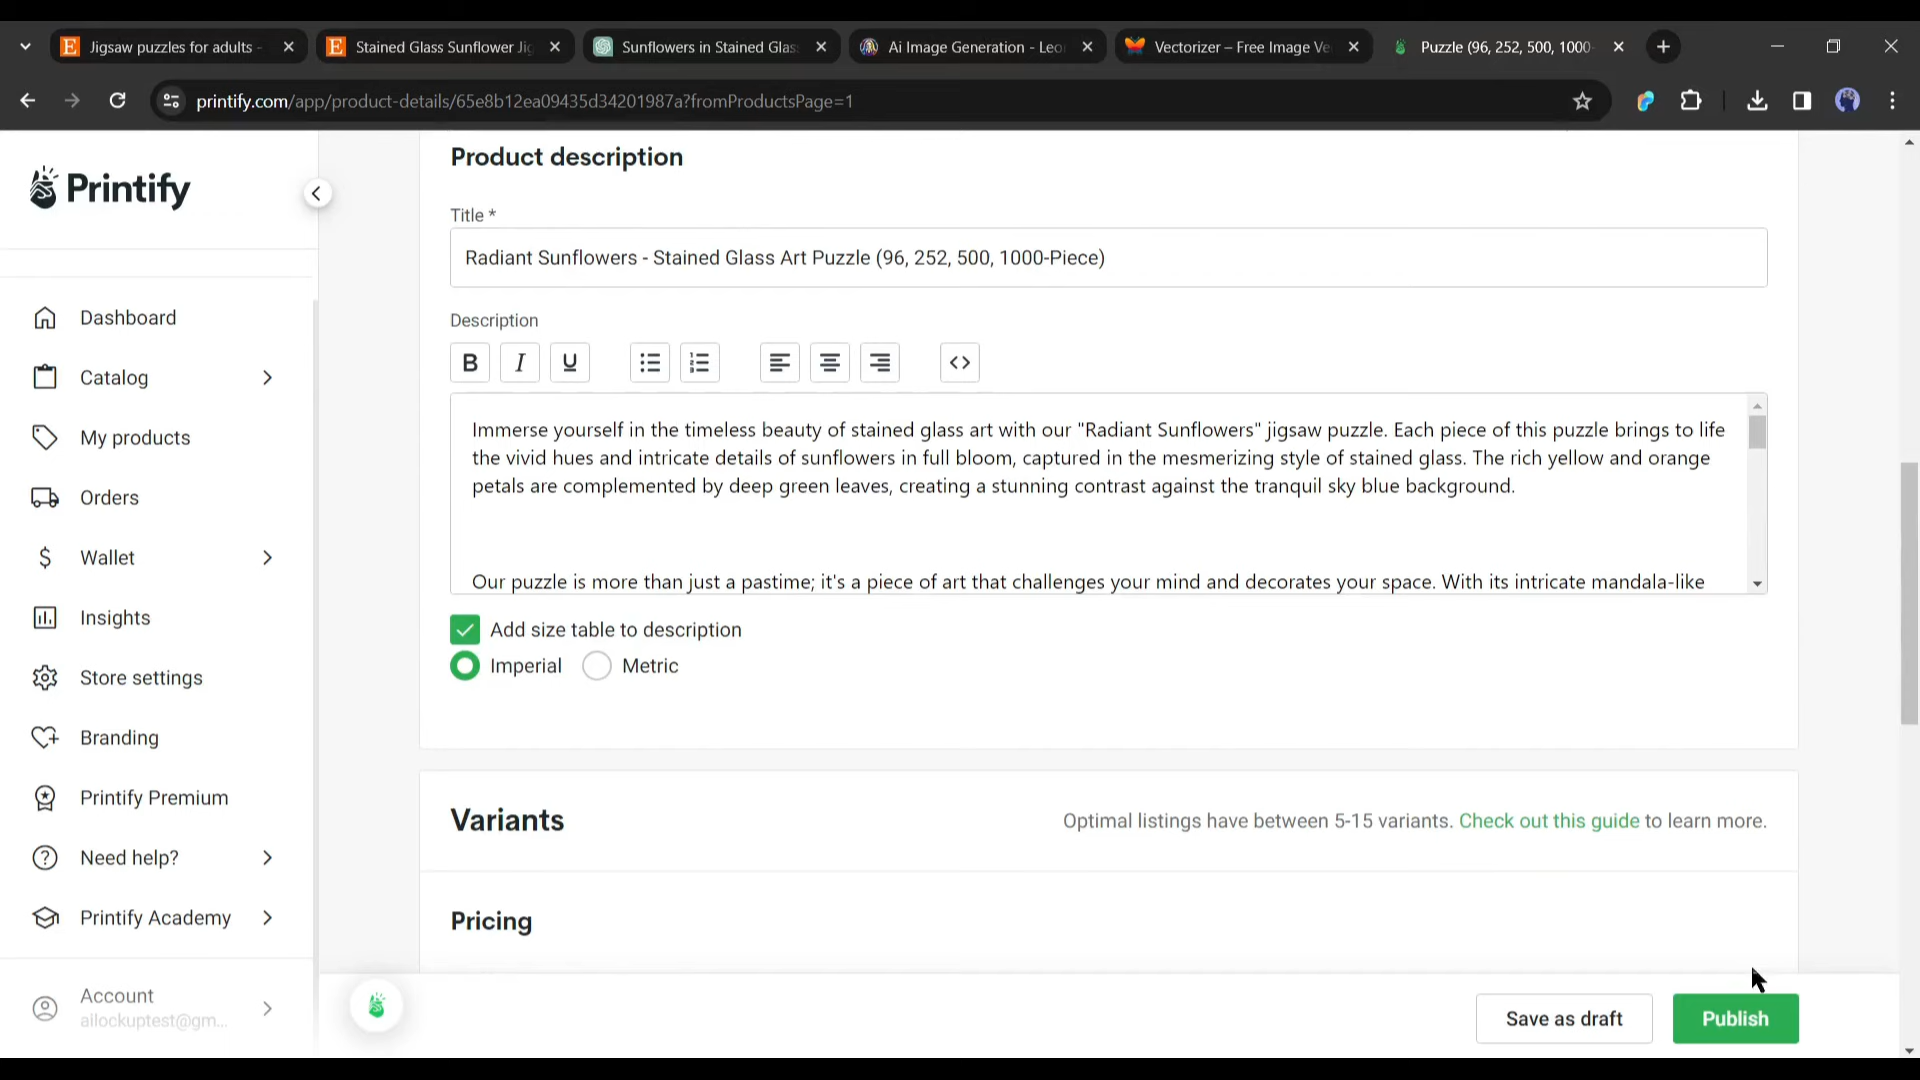 Jigsaw puzzles for adults -
Stained Glass Sunflower Jig
Sunflowers in Stained Glas
Ai Image Generation - Leo
Vectorizer – Free Image Ve
Puzzle (96, 252, 500, 1000-
printify.com/app/product-details/65e8b12ea09435d34201987a?fromProductsPage=1
Printify
Dashboard
Catalog
My products
Orders
Wallet
Insights
Store settings
Branding
Printify Premium
Need help?
Printify Academy
Account
ailockuptest@gm...
Product description
Title *
Radiant Sunflowers - Stained Glass Art Puzzle (96, 252, 500, 1000-Piece)
Description
B I U
Immerse yourself in the timeless beauty of stained glass art with our "Radiant Sunflowers" jigsaw puzzle. Each piece of this puzzle brings to life
the vivid hues and intricate details of sunflowers in full bloom, captured in the mesmerizing style of stained glass. The rich yellow and orange
petals are complemented by deep green leaves, creating a stunning contrast against the tranquil sky blue background.
Our puzzle is more than just a pastime; it's a piece of art that challenges your mind and decorates your space. With its intricate mandala-like
Add size table to description
Imperial Metric
Variants
Optimal listings have between 5-15 variants. Check out this guide to learn more.
Pricing
Save as draft
Publish